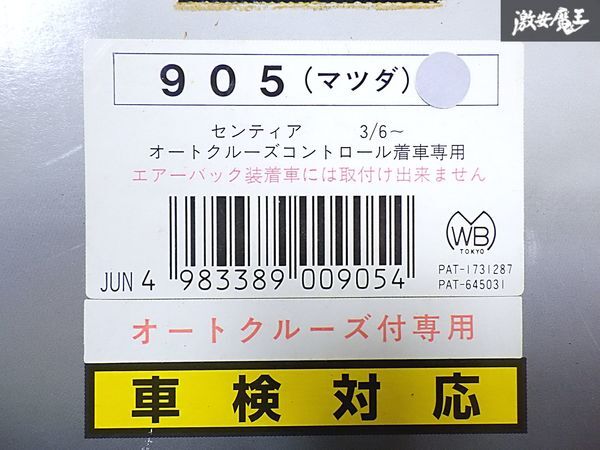 激安魔王
905(マツダ)
センティア 3/6~
オートクルーズコントロール着車専用
エアーバック装着車には取付け出来ません
WB
TOKYO
JUN 4 983389 009054
PAT-1731287
PAT-645031
オートクルーズ付専用
車検対応